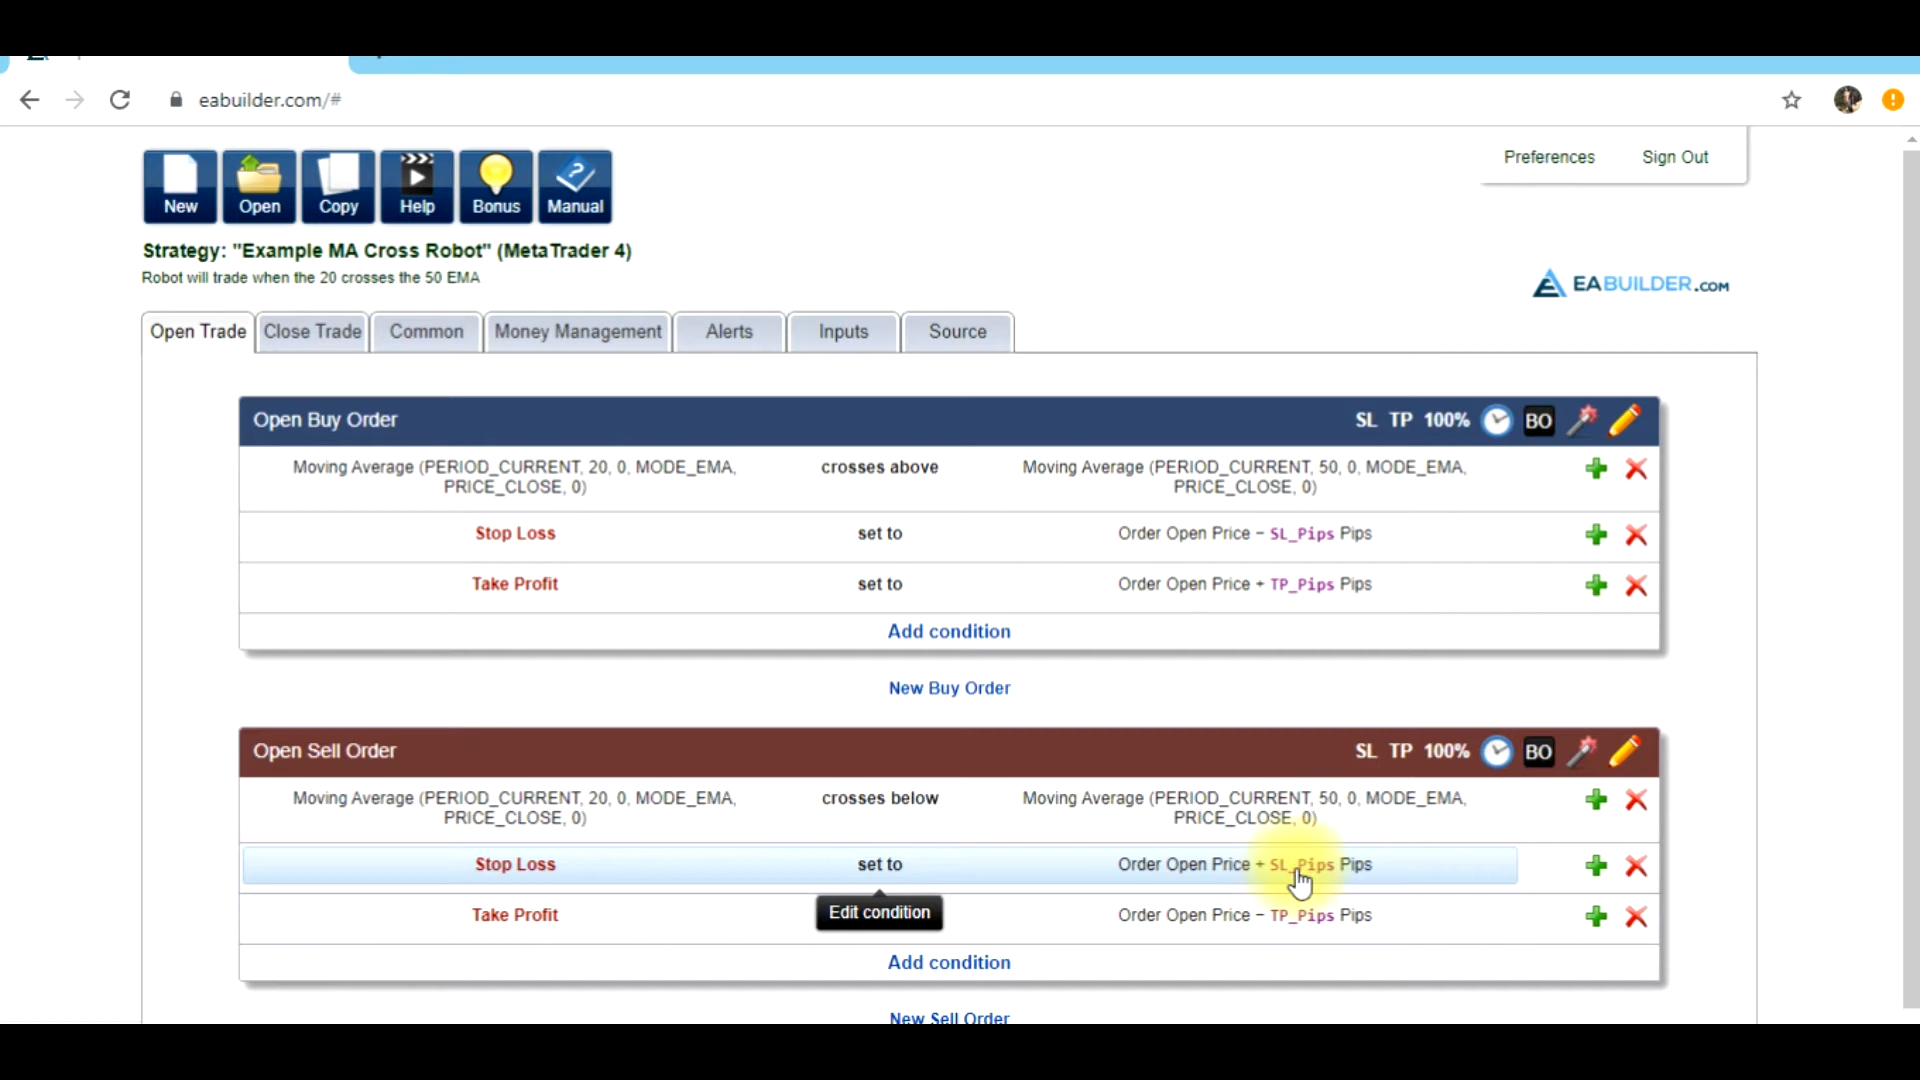 eabuilder.com/#
Preferences Sign Out
New Open Copy Help Bonus Manual
Strategy: "Example MA Cross Robot" (MetaTrader 4)
Robot will trade when the 20 crosses the 50 EMA
EABUILDER.COM
Open Trade Close Trade Common Money Management Alerts Inputs Source
Open Buy Order SL TP 100% BO
Moving Average (PERIOD_CURRENT, 20, 0, MODE_EMA, crosses above Moving Average (PERIOD_CURRENT, 50, 0, MODE_EMA,
PRICE_CLOSE, 0) PRICE_CLOSE, 0)
Stop Loss set to Order Open Price - SL_Pips Pips
Take Profit set to Order Open Price + TP_Pips Pips
Add condition
New Buy Order
Open Sell Order SL TP 100% BO
Moving Average (PERIOD_CURRENT, 20, 0, MODE_EMA, crosses below Moving Average (PERIOD_CURRENT, 50, 0, MODE_EMA,
PRICE_CLOSE, 0) PRICE_CLOSE, 0)
Stop Loss set to Order Open Price + SL_Pips Pips
Edit condition
Take Profit Order Open Price - TP_Pips Pips
Add condition
New Sell Order